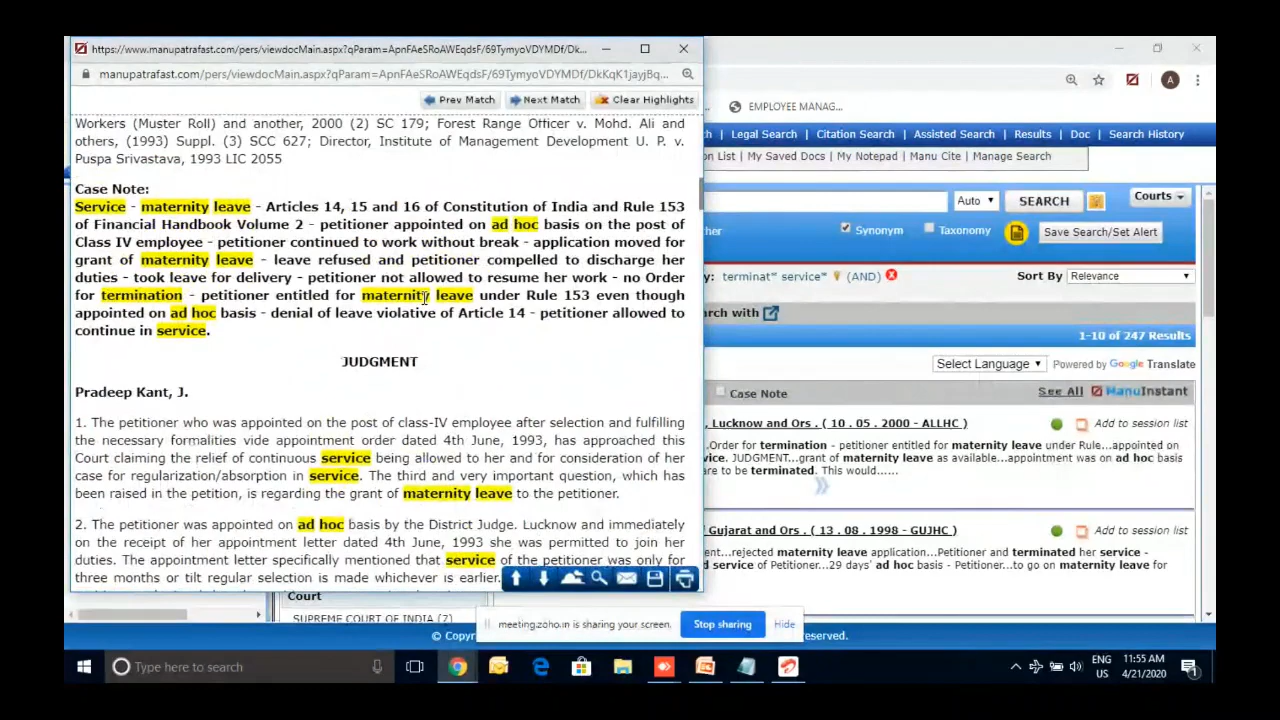 https://www.manupatrafast.com/pers/viewdocMain.aspx?qParam=ApnFAeSRoAWEqdsF/69TymyoVDYMDf/Dk...
manupatrafast.com/pers/viewdocMain.aspx?qParam=ApnFAeSRoAWEqdsF/69TymyoVDYMDf/DkKqK1jayjBq...
Prev Match Next Match Clear Highlights
Workers (Muster Roll) and another, 2000 (2) SC 179; Forest Range Officer v. Mohd. Ali and
others, (1993) Suppl. (3) SCC 627; Director, Institute of Management Development U. P. v.
Puspa Srivastava, 1993 LIC 2055
Case Note:
Service - maternity leave - Articles 14, 15 and 16 of Constitution of India and Rule 153
of Financial Handbook Volume 2 - petitioner appointed on ad hoc basis on the post of
Class IV employee - petitioner continued to work without break - application moved for
grant of maternity leave - leave refused and petitioner compelled to discharge her
duties - took leave for delivery - petitioner not allowed to resume her work - no Order
for termination - petitioner entitled for maternity leave under Rule 153 even though
appointed on ad hoc basis - denial of leave violative of Article 14 - petitioner allowed to
continue in service.
JUDGMENT
Pradeep Kant, J.
1. The petitioner who was appointed on the post of class-IV employee after selection and fulfilling
the necessary formalities vide appointment order dated 4th June, 1993, has approached this
Court claiming the relief of continuous service being allowed to her and for consideration of her
case for regularization/absorption in service. The third and very important question, which has
been raised in the petition, is regarding the grant of maternity leave to the petitioner.
2. The petitioner was appointed on ad hoc basis by the District Judge. Lucknow and immediately
on the receipt of her appointment letter dated 4th June, 1993 she was permitted to join her
duties. The appointment letter specifically mentioned that service of the petitioner was only for
three months or tilt regular selection is made whichever is earlier.
A
EMPLOYEE MANAG...
Legal Search | Citation Search | Assisted Search | Results | Doc | Search History
List | My Saved Docs | My Notepad | Manu Cite | Manage Search
Auto SEARCH Courts
Synonym Taxonomy Save Search/Set Alert
terminat* service* (AND) Sort By Relevance
rch with
1-10 of 247 Results
Select Language Powered by Google Translate
Case Note See All ManuInstant
, Lucknow and Ors. ( 10 . 05 . 2000 - ALLHC ) Add to session list
...Order for termination - petitioner entitled for maternity leave under Rule...appointed on
vice. JUDGMENT...grant of maternity leave as available...appointment was on ad hoc basis
are to be terminated. This would......
f Gujarat and Ors . ( 13 . 08 . 1998 - GUJHC ) Add to session list
ent...rejected maternity leave application...Petitioner and terminated her service -
d service of Petitioner...29 days' ad hoc basis - Petitioner...to go on maternity leave for
Court
SUPREME COURT OF INDIA (7)
© Copyr
meeting.zoho.in is sharing your screen. Stop sharing Hide
reserved.
Type here to search
ENG
US
11:55 AM
4/21/2020
1